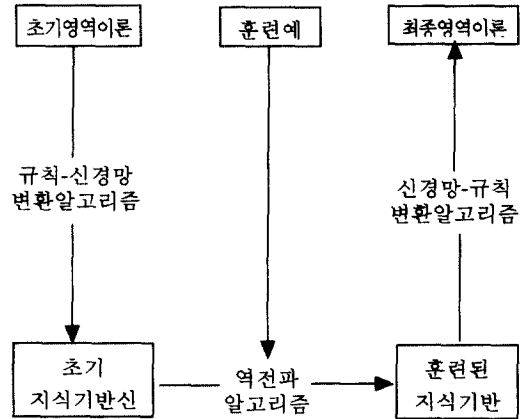 초기영역이론
훈련예
최종영역이론
규칙-신경망
변환알고리즘
신경망-규칙
변환알고리즘
초기
지식기반신
역전파
알고리즘
훈련된
지식기반